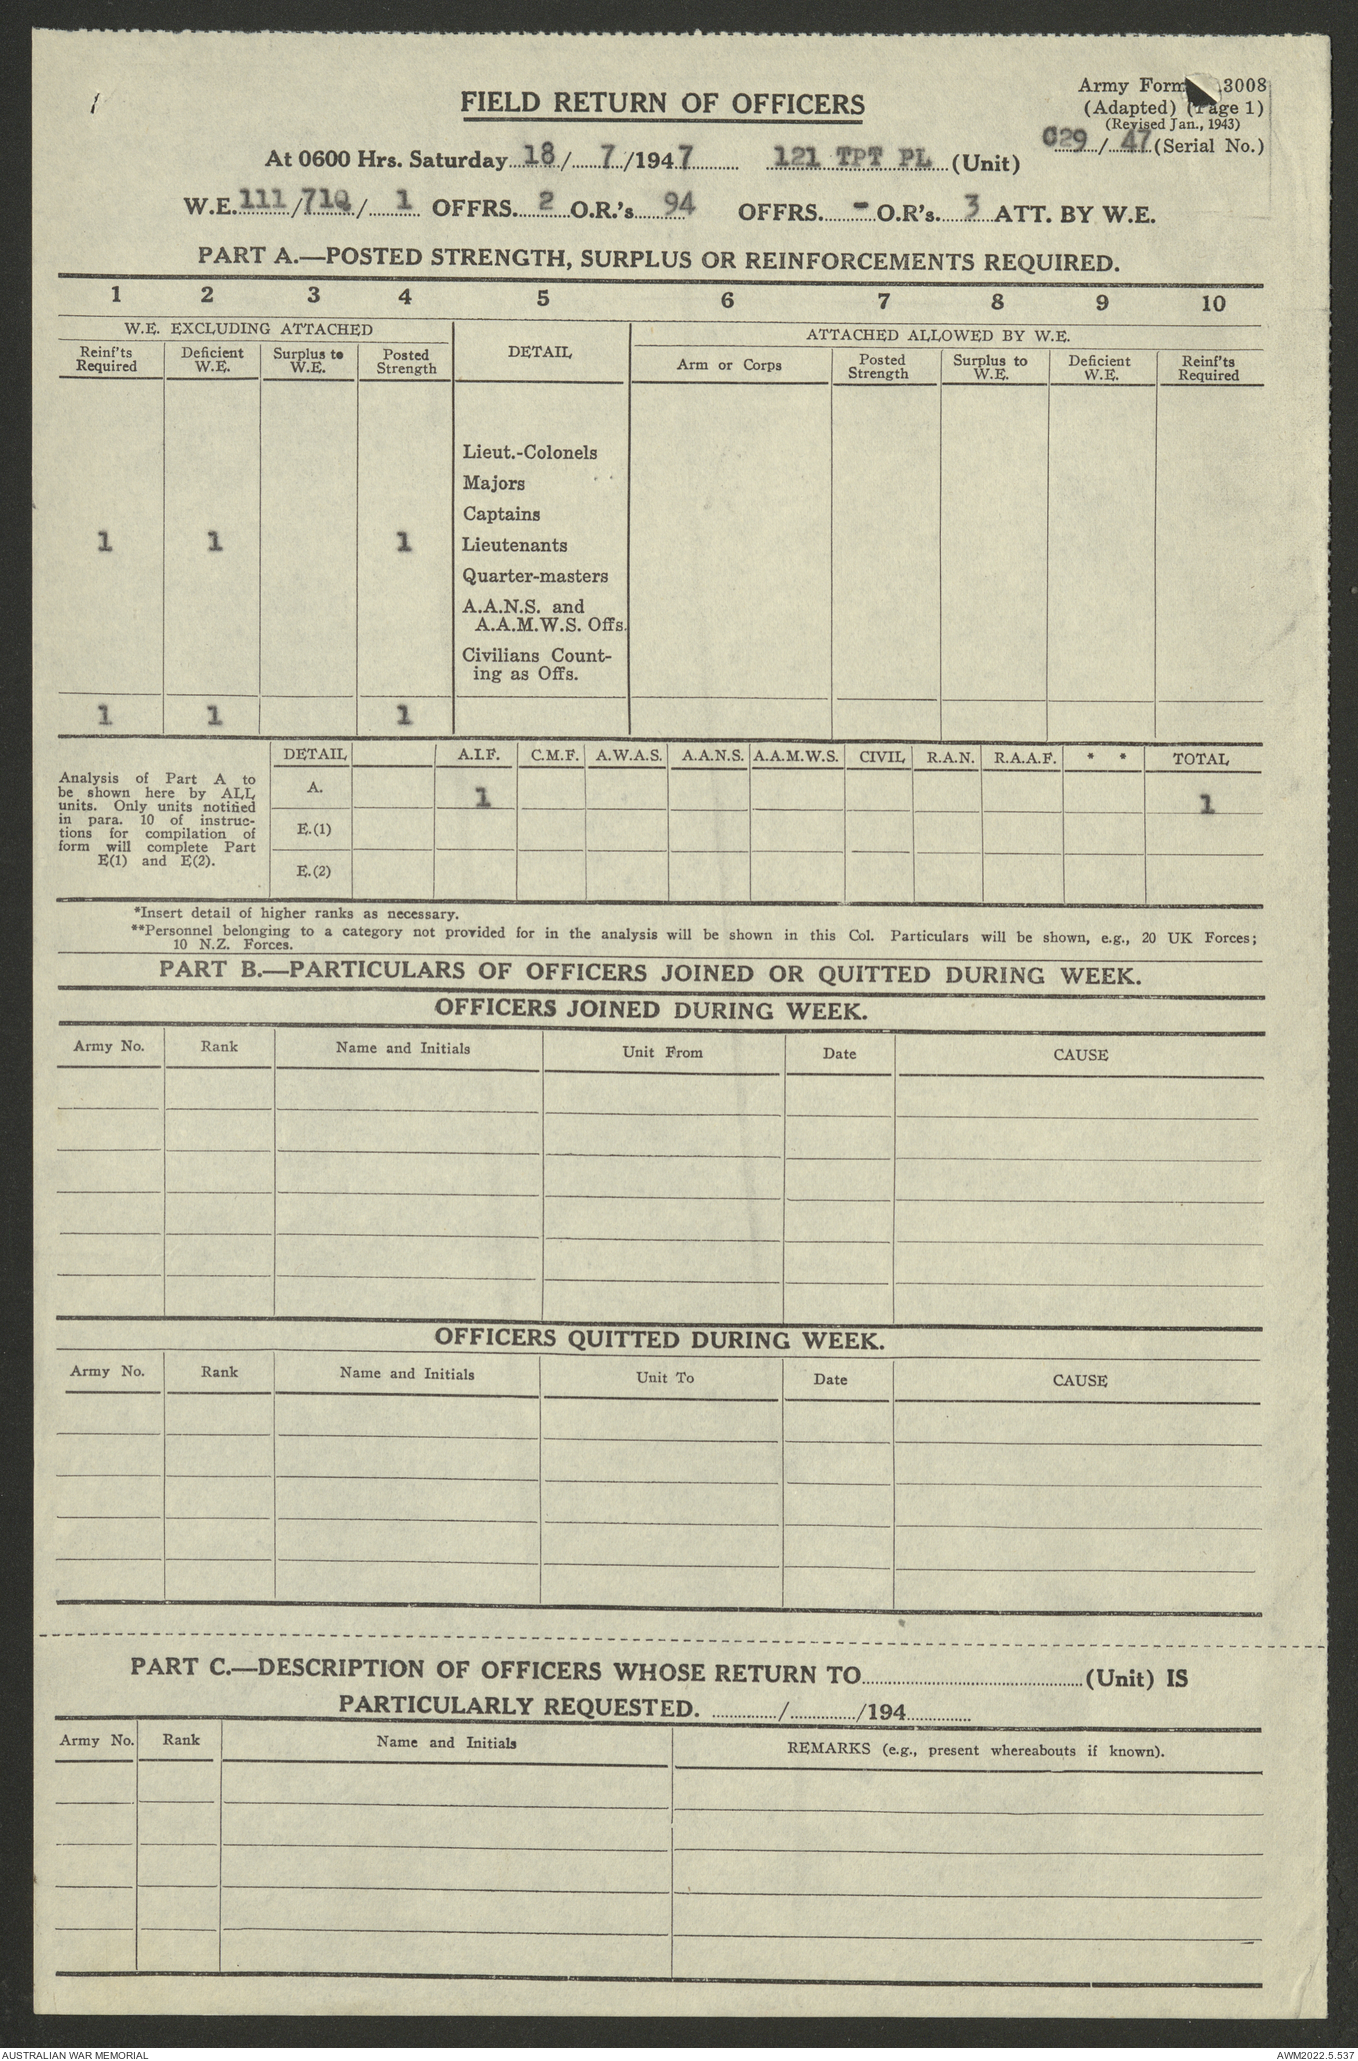 1
Army Form 3008
(Adapted) (Page 1)
(Revised Jan., 1943)
C29/47 (Serial No.)
FIELD RETURN OF OFFICERS
At 0600 Hrs. Saturday 18/7/1947 121 TPT PL (Unit)
W.E. 111/71Q/1 OFFRS. 2 O.R.'s 94 OFFRS. - O.R's. 3 ATT. BY W.E.
PART A.—POSTED STRENGTH, SURPLUS OR REINFORCEMENTS REQUIRED.
1 2 3 4 5 6 7 8 9 10
W.E. EXCLUDING ATTACHED DETAIL ATTACHED ALLOWED BY W.E.
Reinf'ts Required Deficient W.E. Surplus to W.E. Posted Strength Arm or Corps Posted Strength Surplus to W.E. Deficient W.E. Reinf'ts Required
Lieut.-Colonels
Majors
Captains
1 1 1 Lieutenants
Quarter-masters
A.A.N.S. and
A.A.M.W.S. Offs.
Civilians Count-
ing as Offs.
1 1 1
DETAIL A.I.F. C.M.F. A.W.A.S. A.A.N.S. A.A.M.W.S. CIVIL R.A.N. R.A.A.F. * * TOTAL
Analysis of Part A to
be shown here by ALL
units. Only units notified
in para. 10 of instruc-
tions for compilation of
form will complete Part
E(1) and E(2).
A. 1 1
E.(1)
E.(2)
*Insert detail of higher ranks as necessary.
**Personnel belonging to a category not provided for in the analysis will be shown in this Col. Particulars will be shown, e.g., 20 UK Forces;
10 N.Z. Forces.
PART B.—PARTICULARS OF OFFICERS JOINED OR QUITTED DURING WEEK.
OFFICERS JOINED DURING WEEK.
Army No. Rank Name and Initials Unit From Date CAUSE
OFFICERS QUITTED DURING WEEK.
Army No. Rank Name and Initials Unit To Date CAUSE
PART C.—DESCRIPTION OF OFFICERS WHOSE RETURN TO (Unit) IS
PARTICULARLY REQUESTED. / /194
Army No. Rank Name and Initials REMARKS (e.g., present whereabouts if known).
AUSTRALIAN WAR MEMORIAL AWM2022.5.537